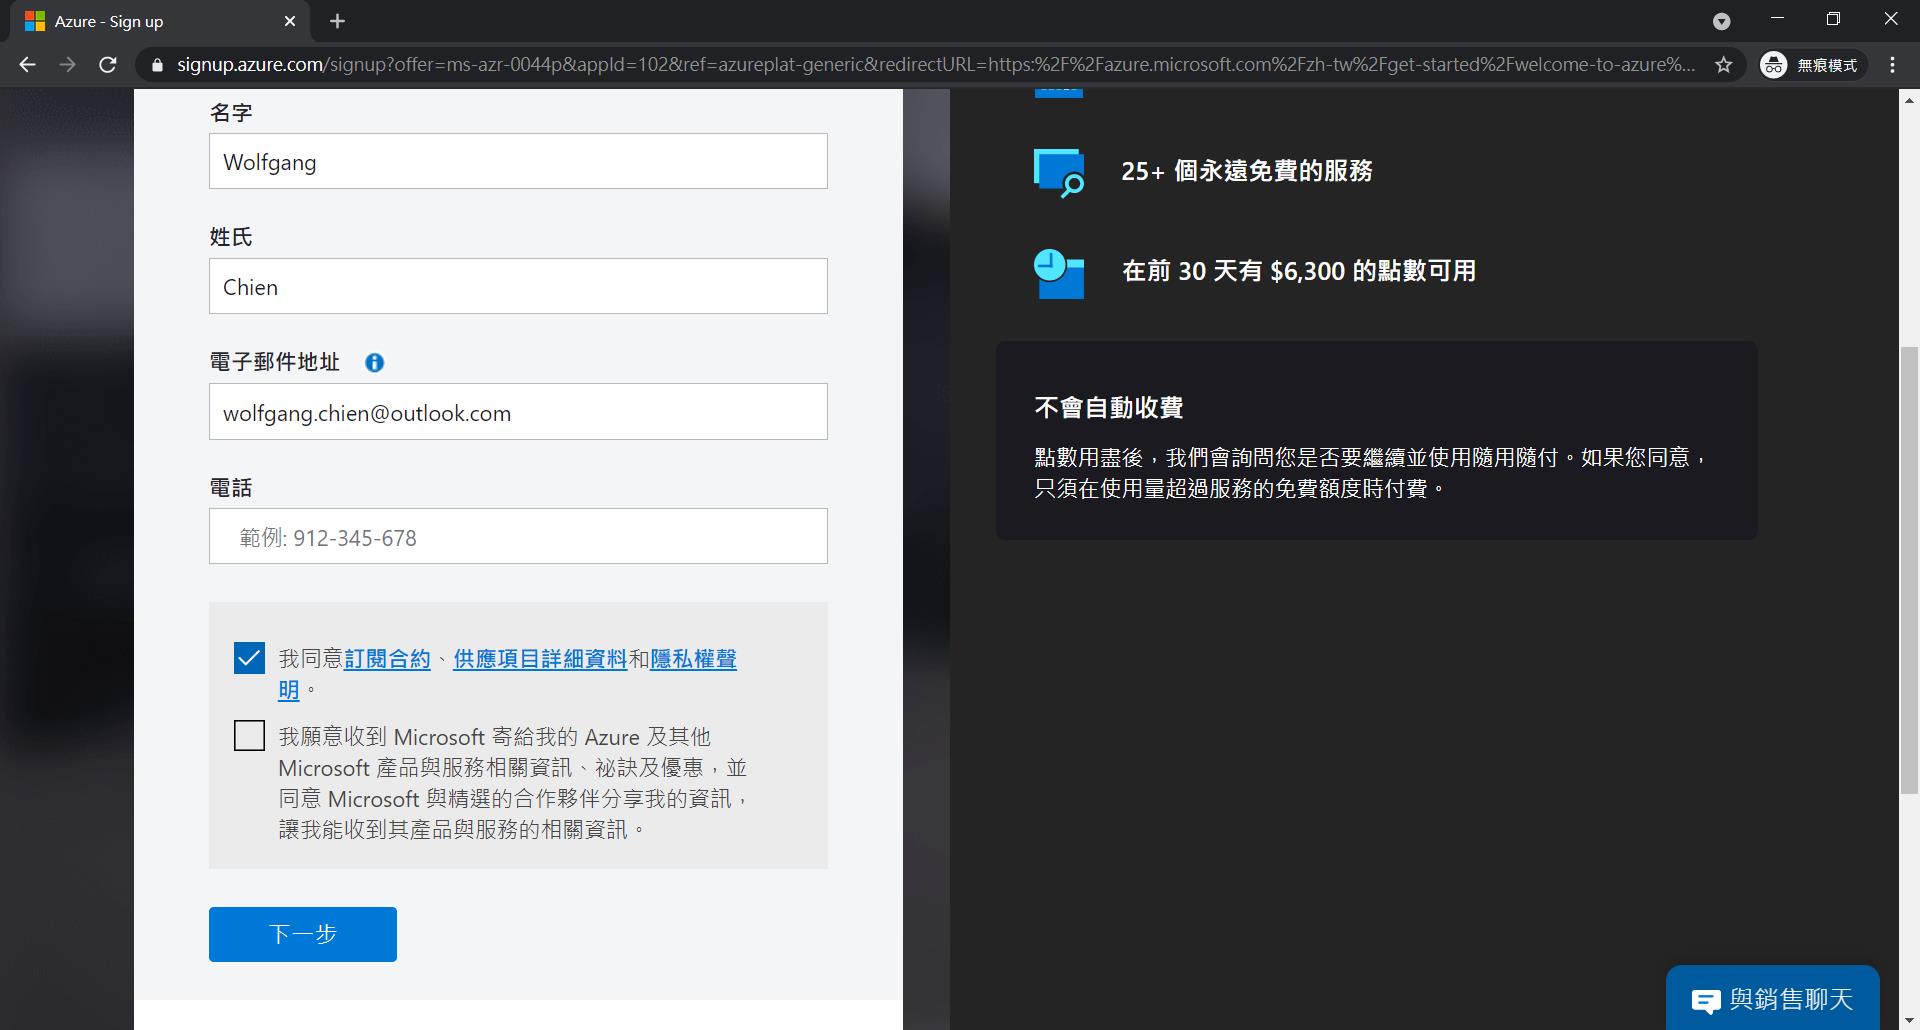 Azure - Sign up
signup.azure.com/signup?offer=ms-azr-0044p&appId=102&ref=azureplat-generic&redirectURL=https:%2F%2Fazure.microsoft.com%2Fzh-tw%2Fget-started%2Fwelcome-to-azure%...
無痕模式
名字
Wolfgang
姓氏
Chien
電子郵件地址
wolfgang.chien@outlook.com
電話
範例: 912-345-678
我同意訂閱合約、供應項目詳細資料和隱私權聲
明。
我願意收到 Microsoft 寄給我的 Azure 及其他
Microsoft 產品與服務相關資訊、祕訣及優惠，並
同意 Microsoft 與精選的合作夥伴分享我的資訊，
讓我能收到其產品與服務的相關資訊。
下一步
25+ 個永遠免費的服務
在前 30 天有 $6,300 的點數可用
不會自動收費
點數用盡後，我們會詢問您是否要繼續並使用隨用隨付。如果您同意，
只須在使用量超過服務的免費額度時付費。
與銷售聊天